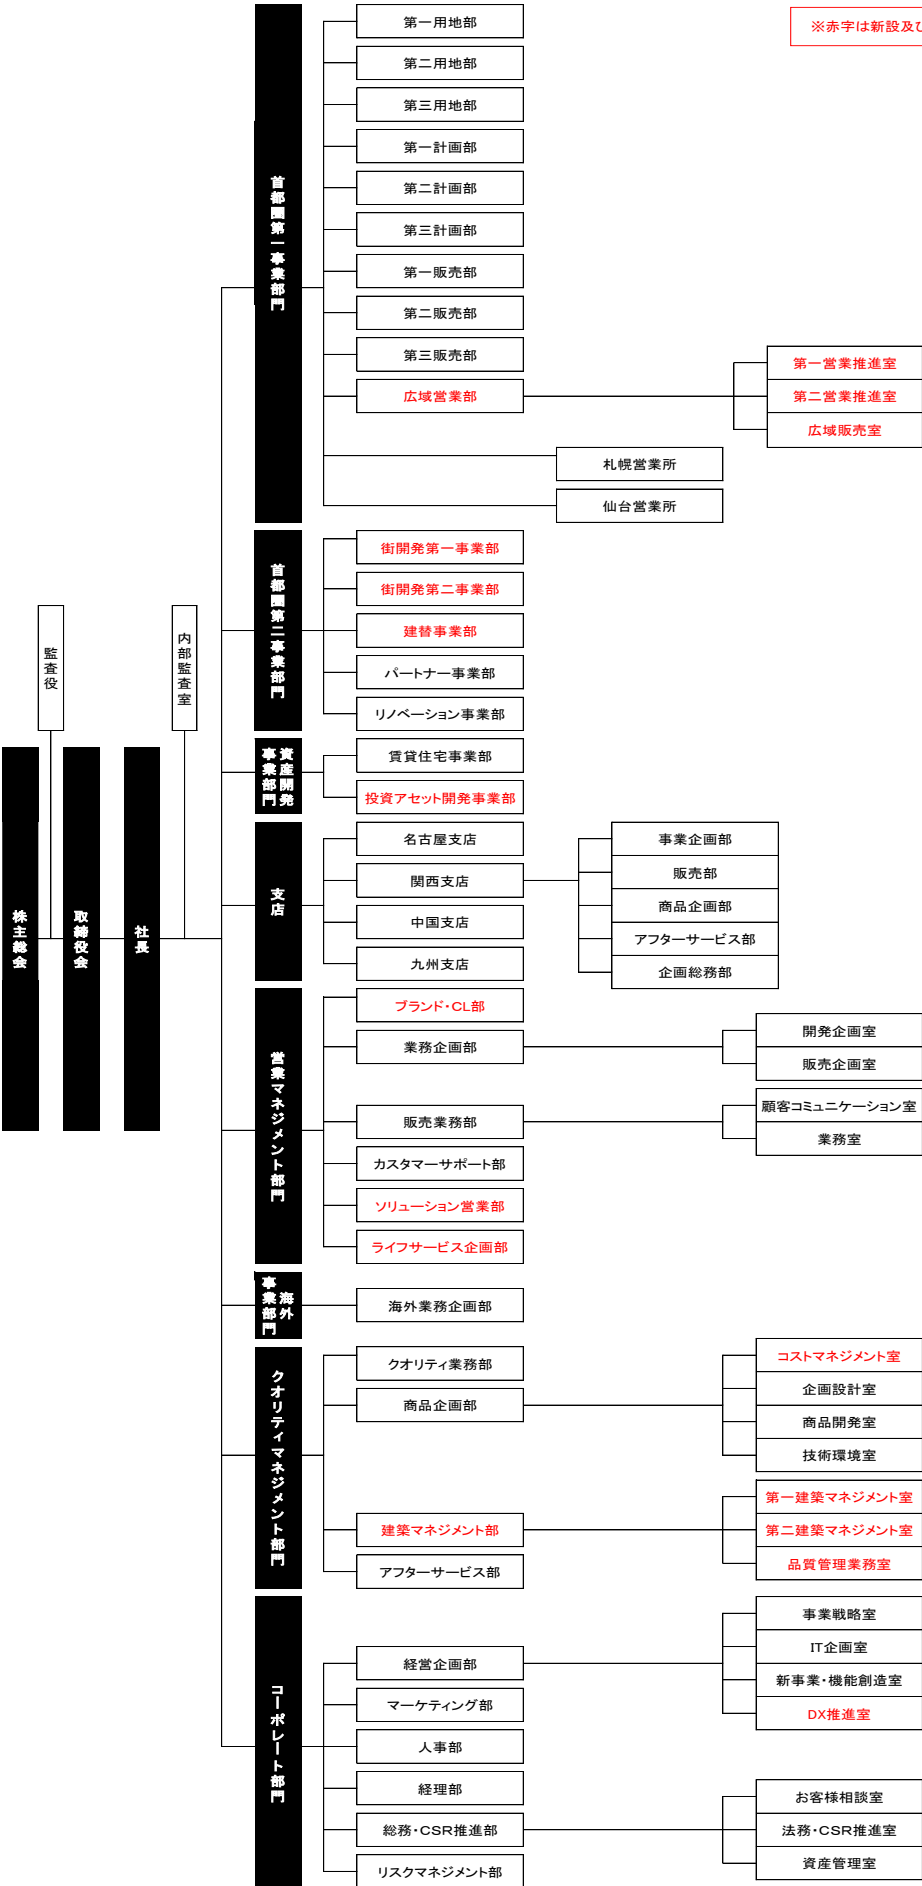 ※赤字は新設及び
株主総会
監査役
取締役会
社長
内部監査室
首都圏第一事業部門
第一用地部
第二用地部
第三用地部
第一計画部
第二計画部
第三計画部
第一販売部
第二販売部
第三販売部
広域営業部
第一営業推進室
第二営業推進室
広域販売室
札幌営業所
仙台営業所
首都圏第二事業部門
街開発第一事業部
街開発第二事業部
建替事業部
パートナー事業部
リノベーション事業部
資産開発
事業部門
賃貸住宅事業部
投資アセット開発事業部
支店
名古屋支店
関西支店
事業企画部
販売部
商品企画部
アフターサービス部
企画総務部
中国支店
九州支店
営業マネジメント部門
ブランド・CL部
業務企画部
開発企画室
販売企画室
販売業務部
顧客コミュニケーション室
業務室
カスタマーサポート部
ソリューション営業部
ライフサービス企画部
海外
事業部門
海外業務企画部
クオリティマネジメント部門
クオリティ業務部
商品企画部
コストマネジメント室
企画設計室
商品開発室
技術環境室
建築マネジメント部
第一建築マネジメント室
第二建築マネジメント室
品質管理業務室
アフターサービス部
コーポレート部門
経営企画部
事業戦略室
IT企画室
新事業・機能創造室
DX推進室
マーケティング部
人事部
経理部
総務・CSR推進部
お客様相談室
法務・CSR推進室
資産管理室
リスクマネジメント部